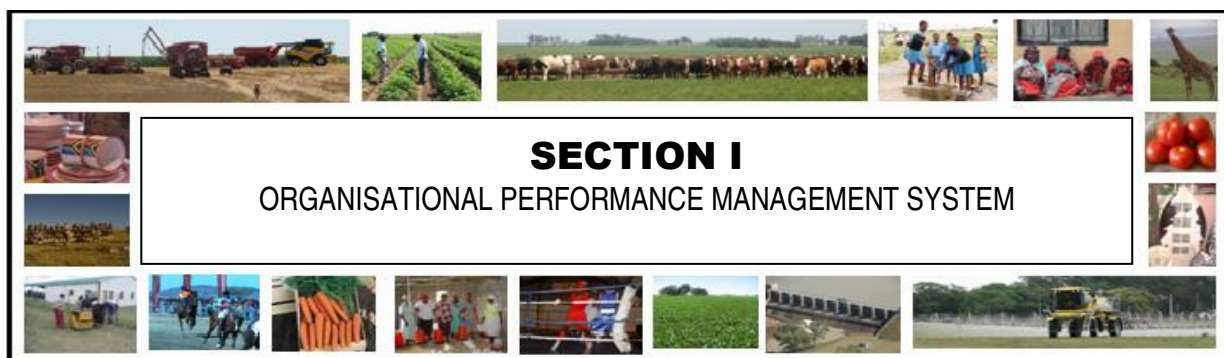 SECTION I
ORGANISATIONAL PERFORMANCE MANAGEMENT SYSTEM